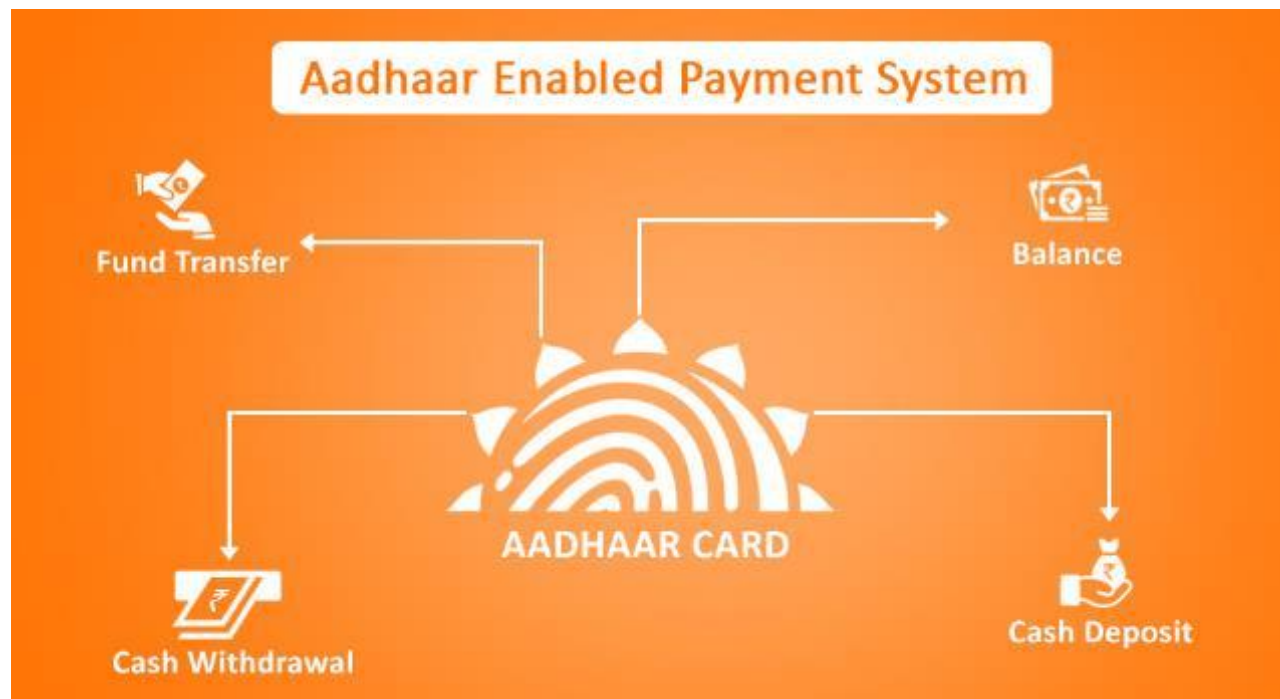 Aadhaar Enabled Payment System
Fund Transfer
Balance
AADHAAR CARD
Cash Withdrawal
Cash Deposit